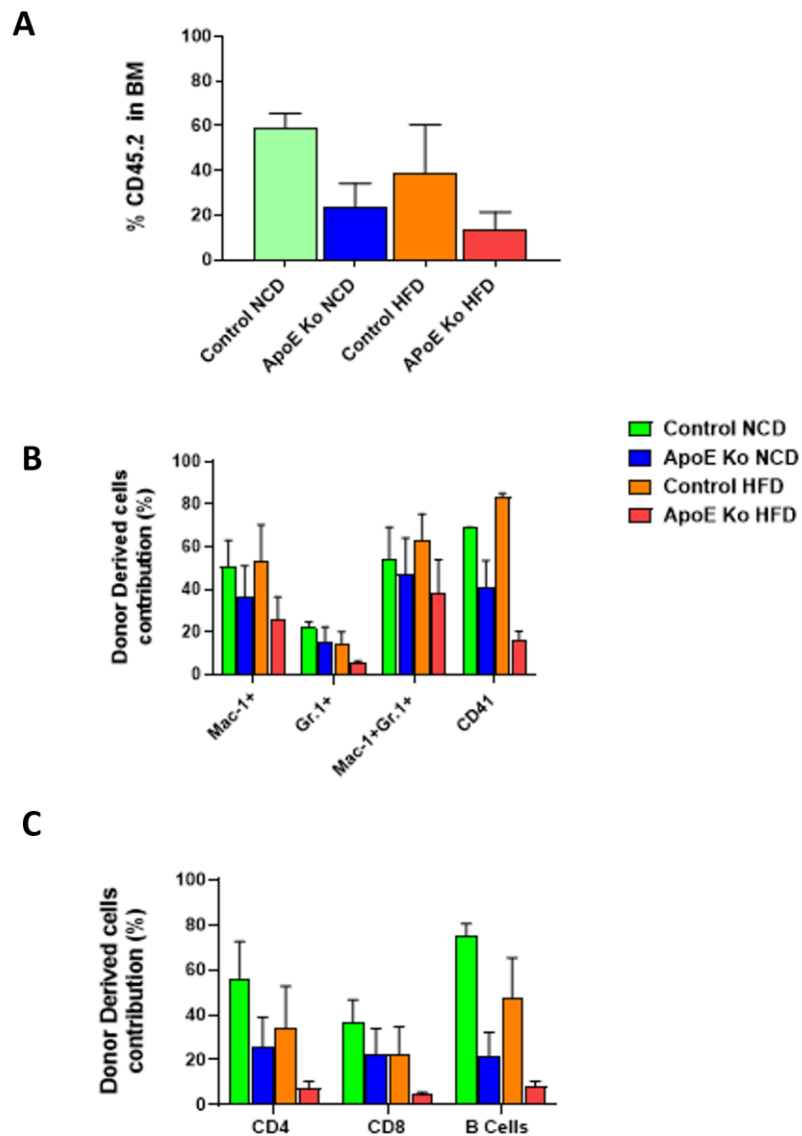 A
% CD45.2 in BM
100
80
60
40
20
0
Control NCD
ApoE Ko NCD
Control HFD
APoE Ko HFD
B
Donor Derived cells
contribution (%)
100
80
60
40
20
0
Mac-1+
Gr.1+
Mac-1+Gr.1+
CD41
Control NCD
ApoE Ko NCD
Control HFD
ApoE Ko HFD
C
Donor Derived cells
contribution (%)
100
80
60
40
20
0
CD4
CD8
B Cells